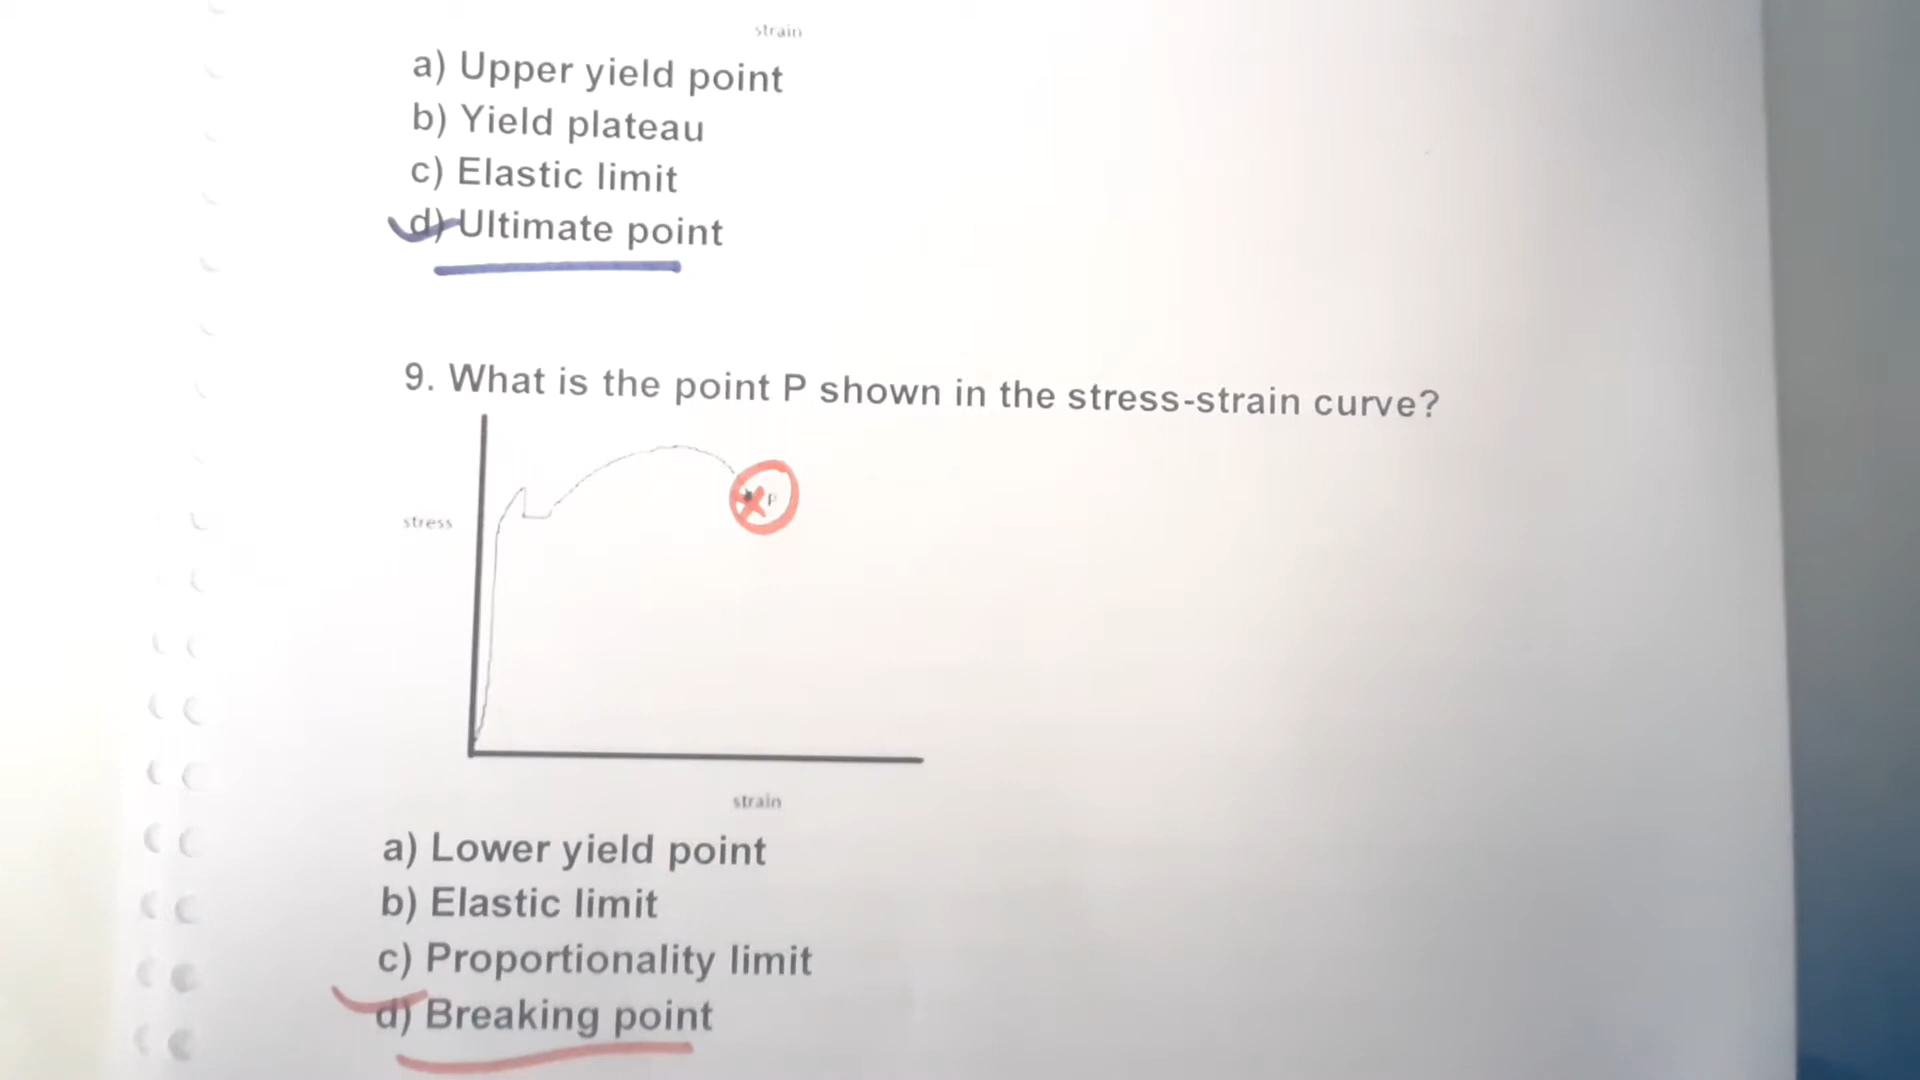 strain
a) Upper yield point
b) Yield plateau
c) Elastic limit
d) Ultimate point
9. What is the point P shown in the stress-strain curve?
P
stress
strain
a) Lower yield point
b) Elastic limit
c) Proportionality limit
d) Breaking point